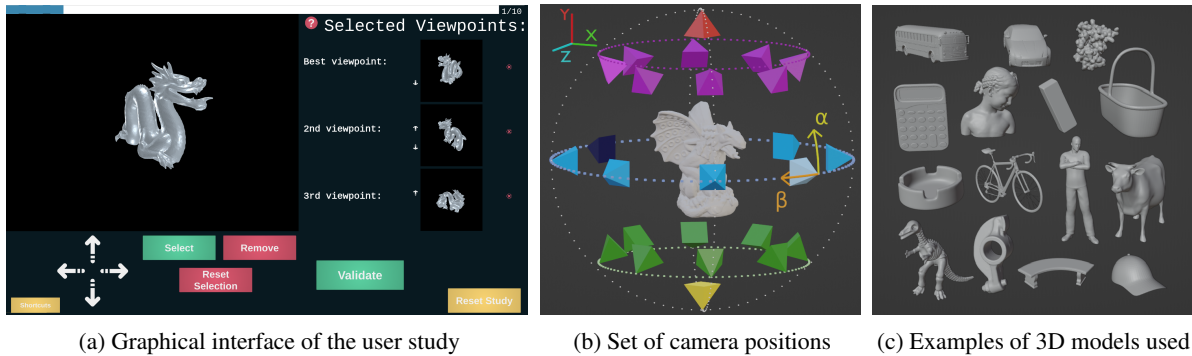 1/10
? Selected Viewpoints:
Best viewpoint:
2nd viewpoint:
3rd viewpoint:
Select
Remove
Reset
Selection
Validate
Shortcuts
Reset Study
Y
X
Z
α
β
(a) Graphical interface of the user study
(b) Set of camera positions
(c) Examples of 3D models used